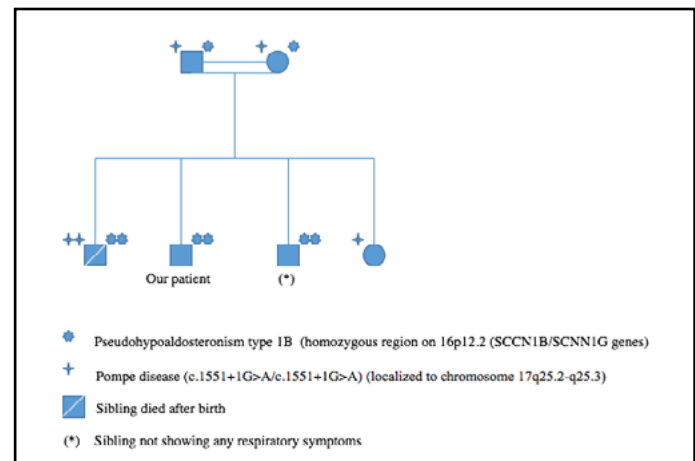 Our patient
(*)
Pseudohypoaldosteronism type 1B (homozygous region on 16p12.2 (SCCN1B/SCNN1G genes)
Pompe disease (c.1551+1G>A/c.1551+1G>A) (localized to chromosome 17q25.2-q25.3)
Sibling died after birth
(*) Sibling not showing any respiratory symptoms